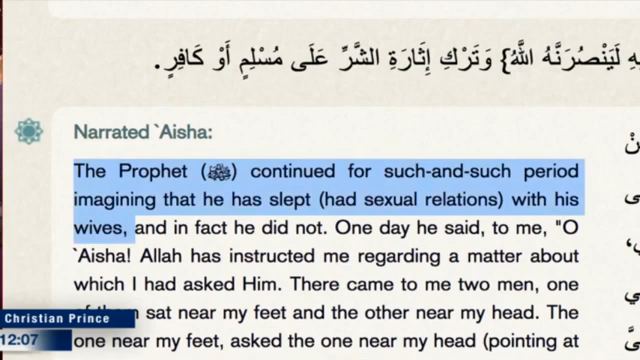 لَيَنْصُرَنَّهُ اللَّهُ} وَتَرْكِ إِثَارَةِ الشَّرِّ عَلَى مُسْلِمٍ أَوْ كَافِرٍ.
Narrated `Aisha:
The Prophet (ﷺ) continued for such-and-such period
imagining that he has slept (had sexual relations) with his
wives, and in fact he did not. One day he said, to me, "O
`Aisha! Allah has instructed me regarding a matter about
which I had asked Him. There came to me two men, one
of them sat near my feet and the other near my head. The
one near my feet, asked the one near my head (pointing at
Christian Prince
12:07